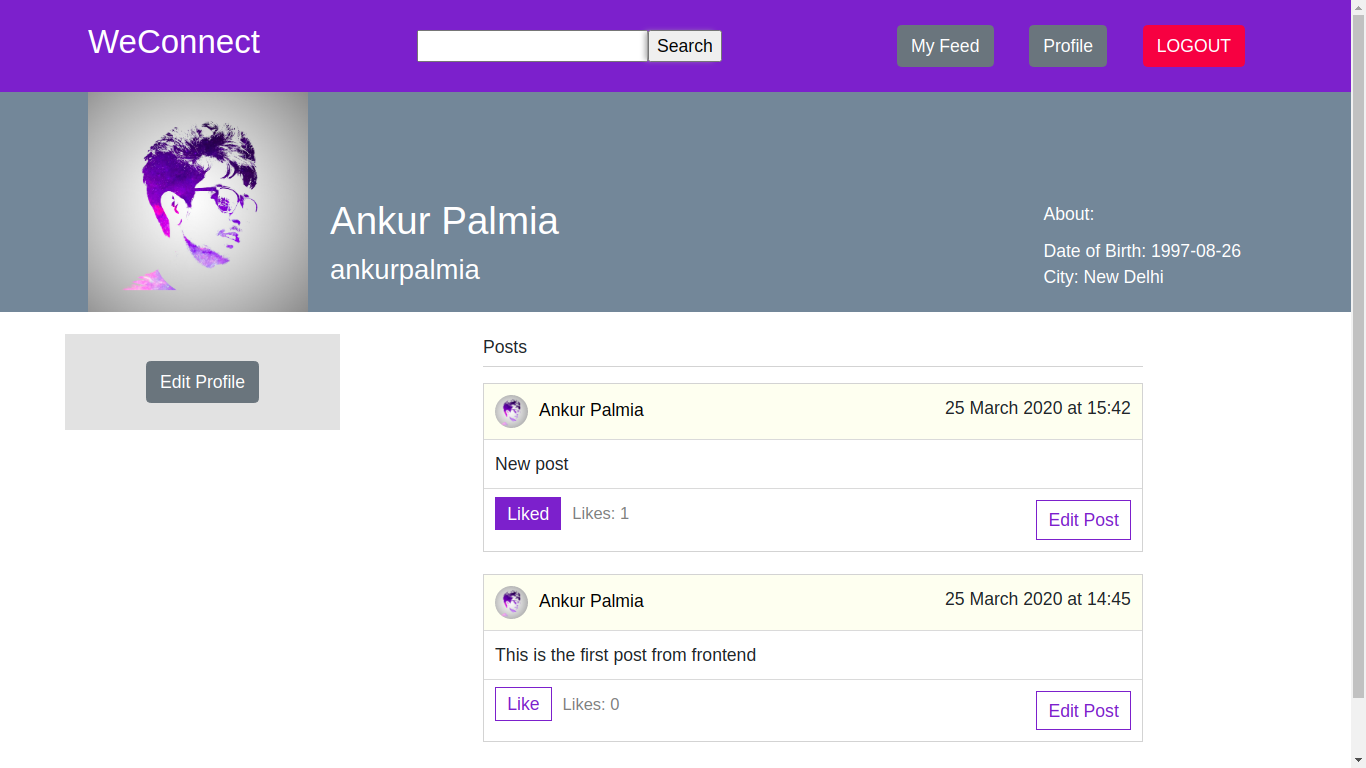 WeConnect
Search
My Feed
Profile
LOGOUT
Ankur Palmia
ankurpalmia
About:
Date of Birth: 1997-08-26
City: New Delhi
Edit Profile
Posts
Ankur Palmia
25 March 2020 at 15:42
New post
Liked
Likes: 1
Edit Post
Ankur Palmia
25 March 2020 at 14:45
This is the first post from frontend
Like
Likes: 0
Edit Post